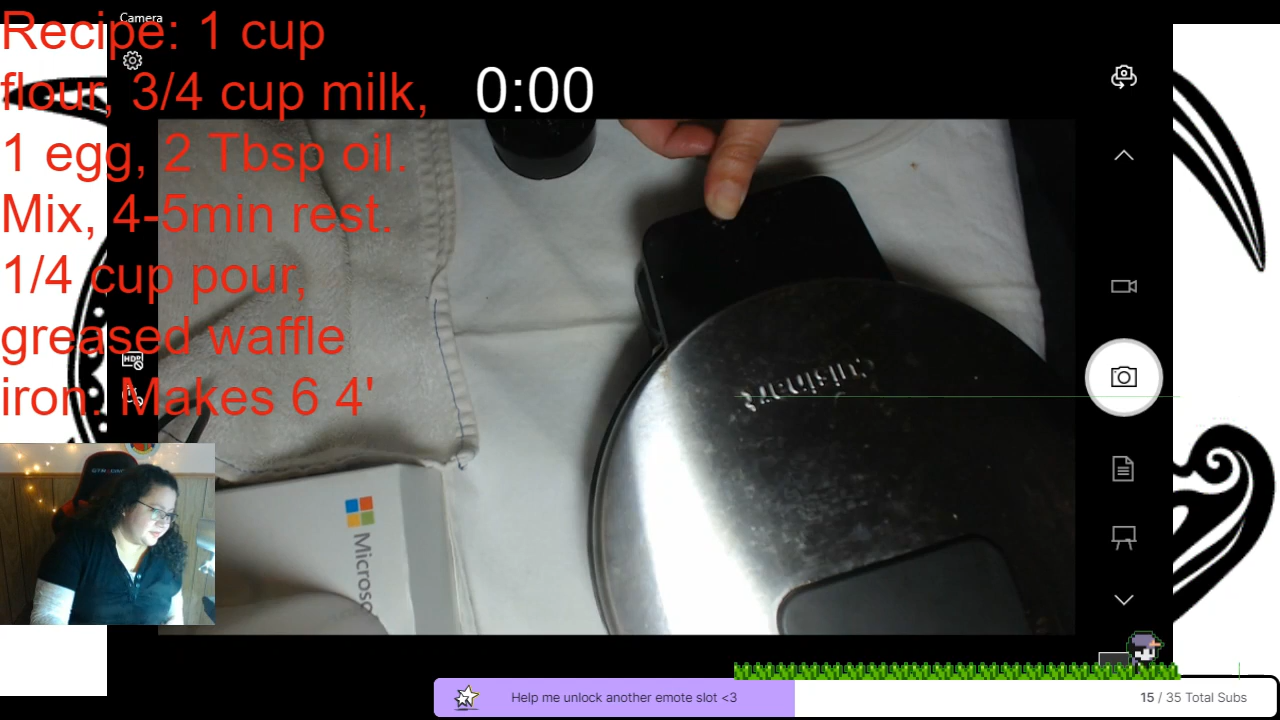 Camera
Recipe: 1 cup
flour, 3/4 cup milk,
1 egg, 2 Tbsp oil.
Mix, 4-5min rest.
1/4 cup pour,
greased waffle
iron. Makes 6 4'
0:00
Cuisinart
HDR
Microso
Help me unlock another emote slot <3
15 / 35 Total Subs